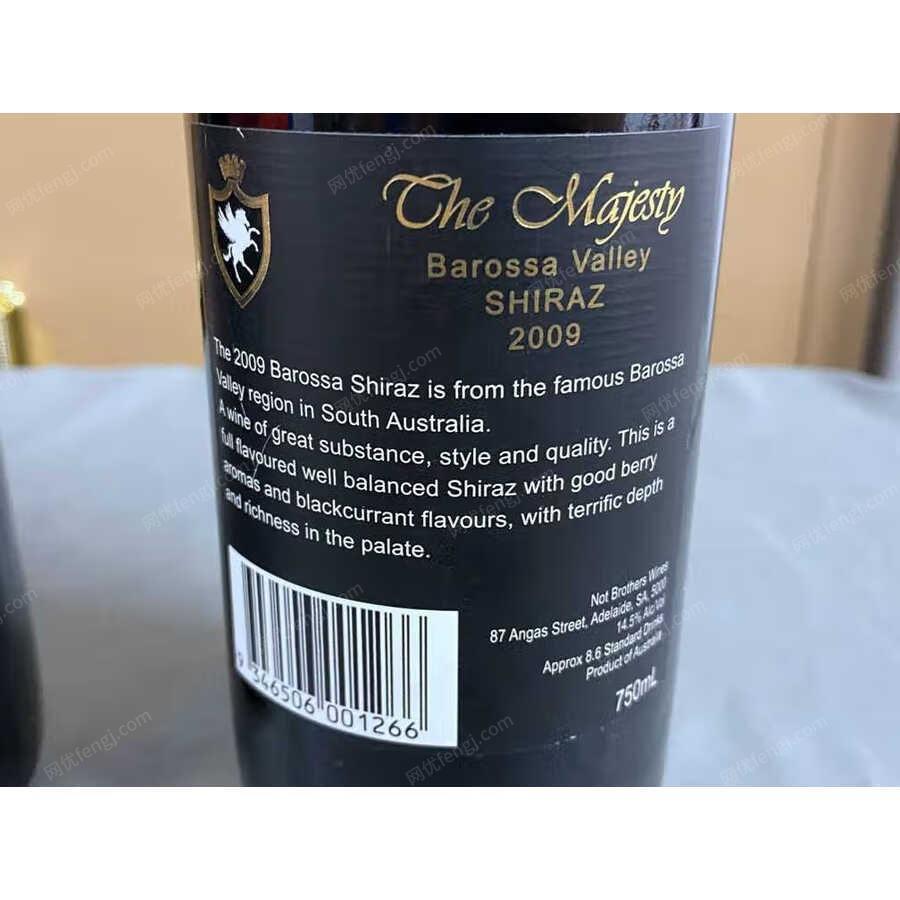 The Majesty
Barossa Valley
SHIRAZ
2009
The 2009 Barossa Shiraz is from the famous Barossa
Valley region in South Australia.
A wine of great substance, style and quality. This is a
full flavoured well balanced Shiraz with good berry
aromas and blackcurrant flavours, with terrific depth
and richness in the palate.
Not Brothers Wines
87 Angas Street, Adelaide, SA, 5000
14.5% Alc/Vol
Approx 8.6 Standard Drinks
Product of Australia
750mL
9 346506 001266
网优fengj.com